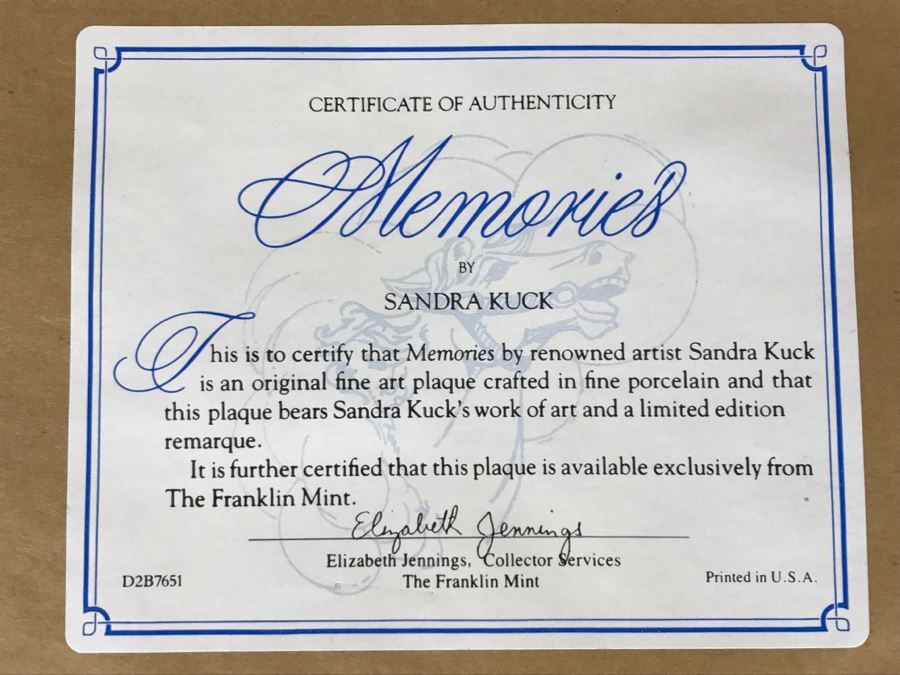 CERTIFICATE OF AUTHENTICITY
Memories
BY
SANDRA KUCK
This is to certify that Memories by renowned artist Sandra Kuck
is an original fine art plaque crafted in fine porcelain and that
this plaque bears Sandra Kuck's work of art and a limited edition
remarque.
It is further certified that this plaque is available exclusively from
The Franklin Mint.
Elizabeth Jennings
Elizabeth Jennings, Collector Services
The Franklin Mint
D2B7651
Printed in U.S.A.